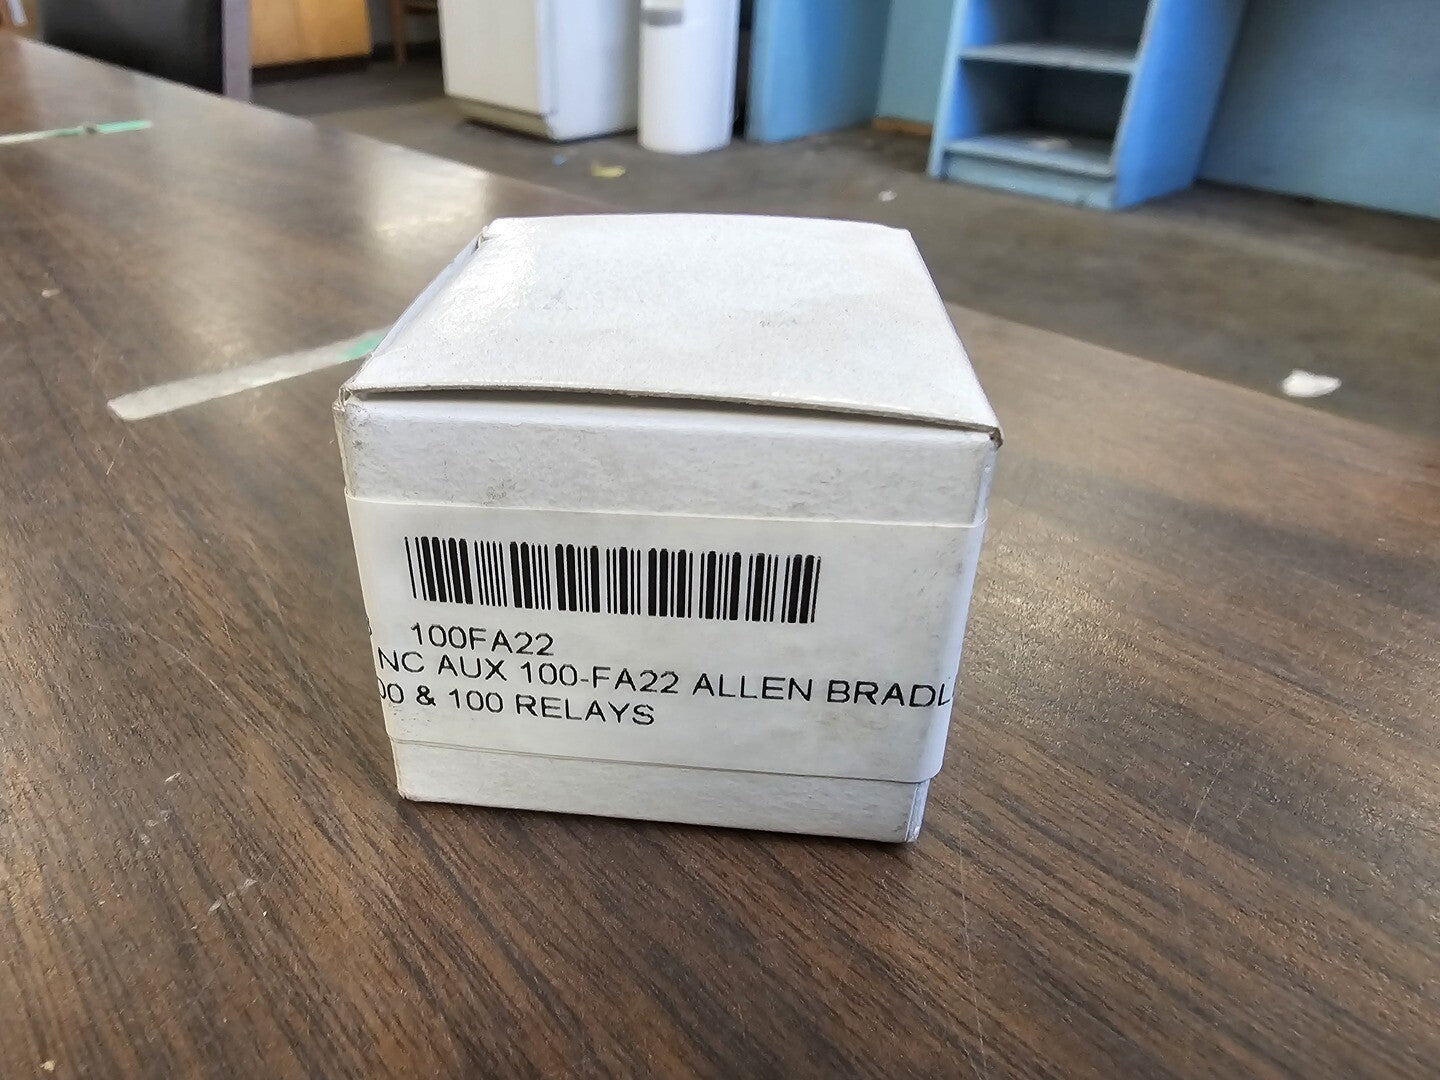 100FA22
NC AUX 100-FA22 ALLEN BRADL
00 & 100 RELAYS